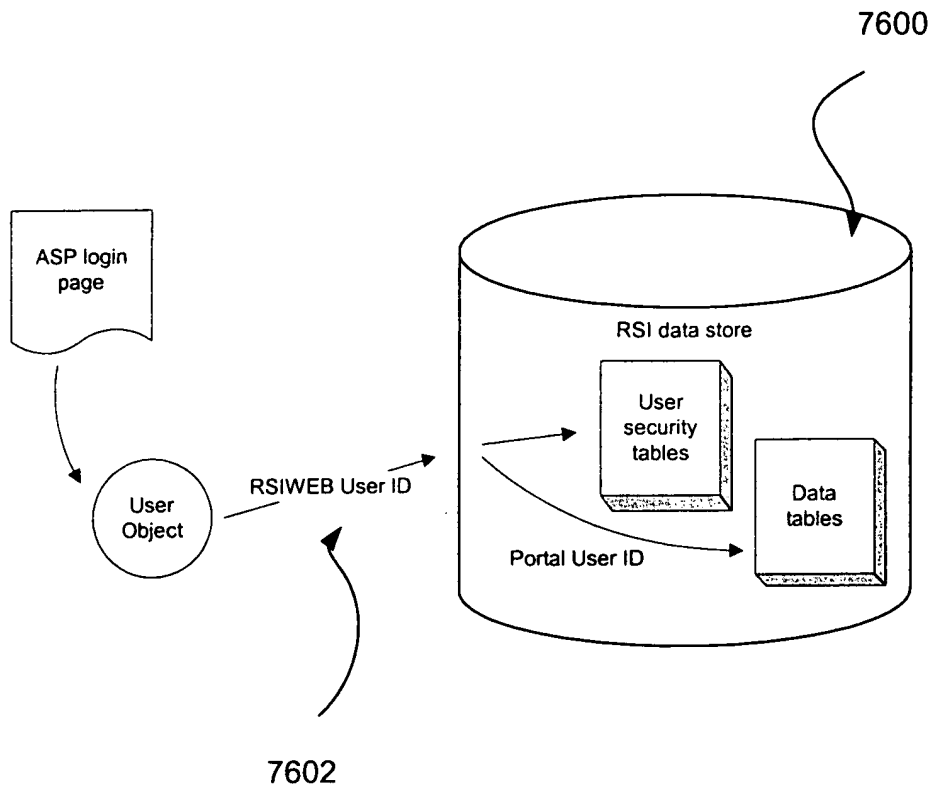 7600
ASP login
page
RSI data store
User
security
tables
RSIWEB User ID
User
Object
Data
tables
Portal User ID
7602